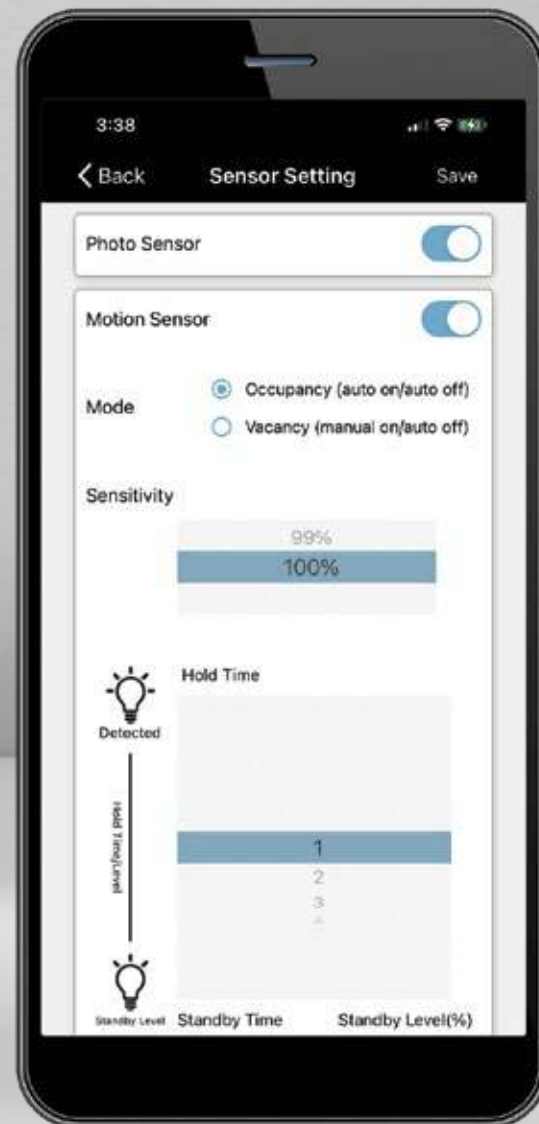 3:38
Back Sensor Setting Save
Photo Sensor
Motion Sensor
Mode
Occupancy (auto on/auto off)
Vacancy (manual on/auto off)
Sensitivity
99%
100%
Hold Time
Detected
Hold Time/Level
1
2
3
Standby Level
Standby Time Standby Level(%)